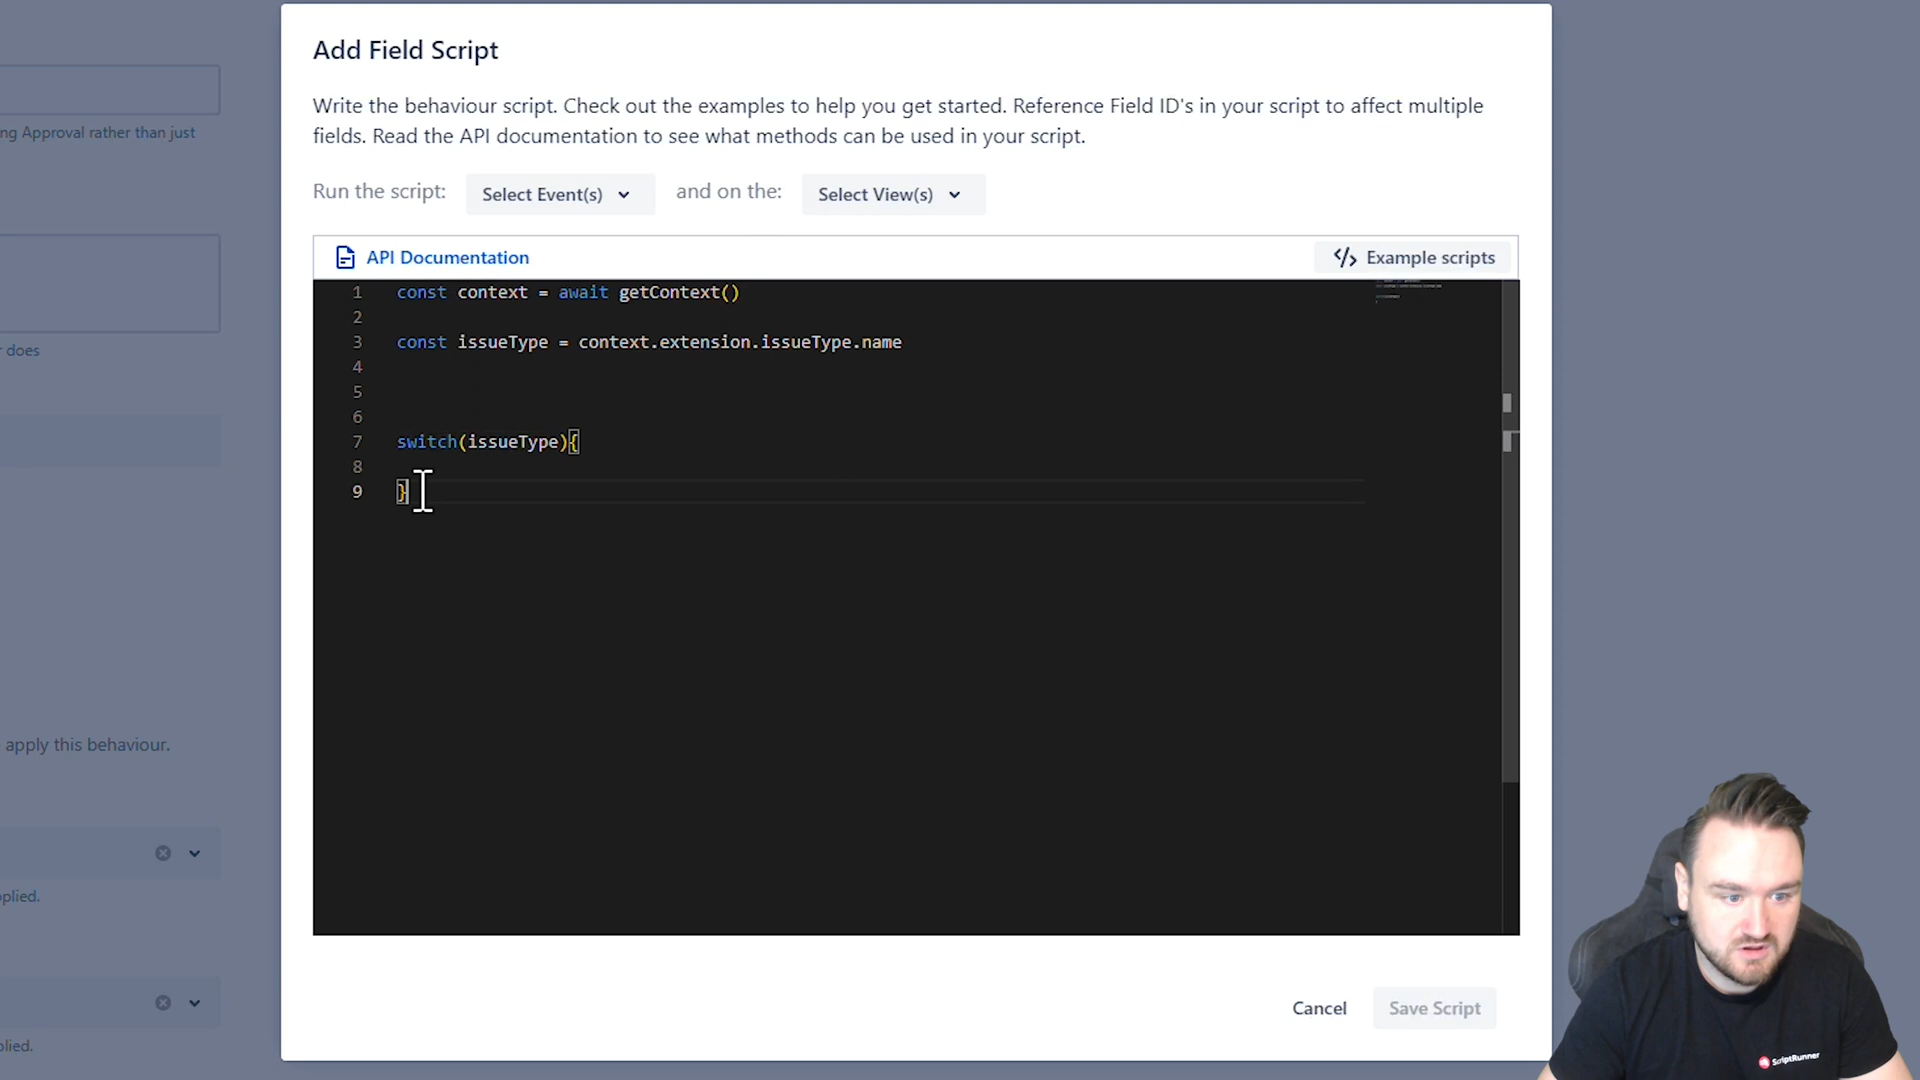 Add Field Script
Write the behaviour script. Check out the examples to help you get started. Reference Field ID's in your script to affect multiple
fields. Read the API documentation to see what methods can be used in your script.
ng Approval rather than just
Run the script: Select Event(s) and on the: Select View(s)
API Documentation
</> Example scripts
1 const context = await getContext()
2
3 const issueType = context.extension.issueType.name
4
5
6
7 switch(issueType){
8
9 }
r does
apply this behaviour.
plied.
plied.
Cancel
Save Script
ScriptRunner